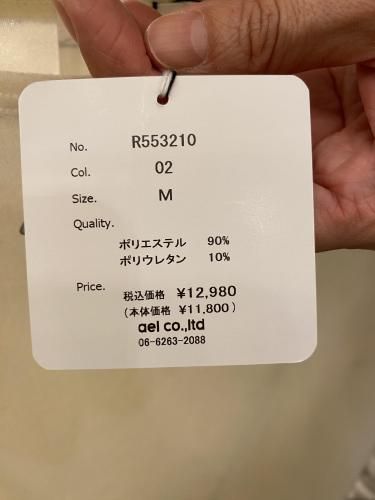 No. R553210
Col. 02
Size. M
Quality.
ポリエステル 90%
ポリウレタン 10%
Price.
税込価格 ¥12,980
(本体価格 ¥11,800)
ael co.,ltd
06-6263-2088